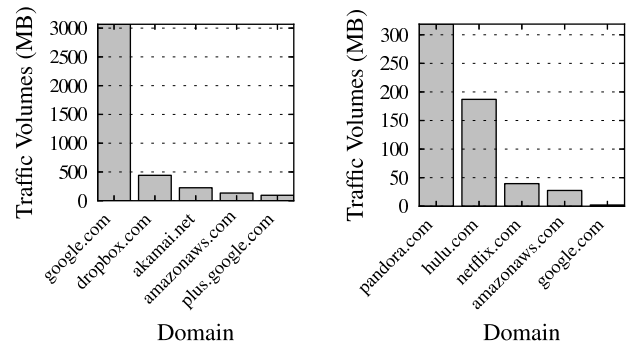 Traffic Volumes (MB)
3000
2500
2000
1500
1000
500
0
google.com
dropbox.com
akamai.net
amazonaws.com
plus.google.com
Domain
Traffic Volumes (MB)
300
250
200
150
100
50
0
pandora.com
hulu.com
netflix.com
amazonaws.com
google.com
Domain